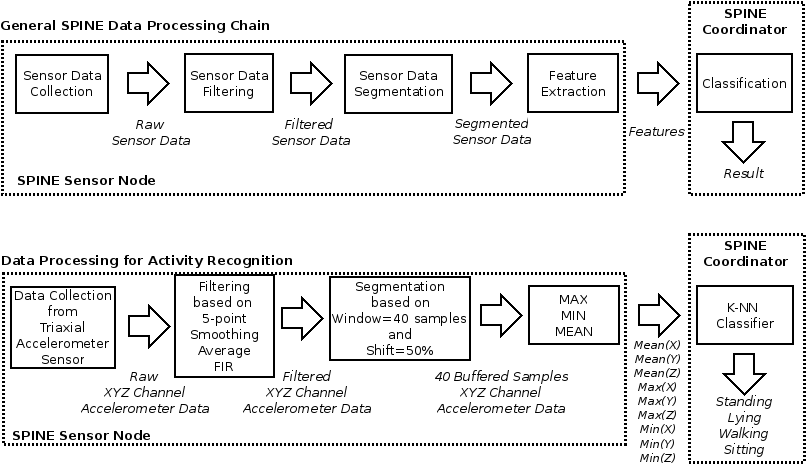 General SPINE Data Processing Chain
SPINE
Coordinator
Sensor Data
Collection
Raw
Sensor Data
Sensor Data
Filtering
Filtered
Sensor Data
Sensor Data
Segmentation
Segmented
Sensor Data
Feature
Extraction
Features
Classification
Result
SPINE Sensor Node
Data Processing for Activity Recognition
SPINE
Coordinator
Data Collection
from
Triaxial
Accelerometer
Sensor
Raw
XYZ Channel
Accelerometer Data
Filtering
based on
5-point
Smoothing
Average
FIR
Filtered
XYZ Channel
Accelerometer Data
Segmentation
based on
Window=40 samples
and
Shift=50%
40 Buffered Samples
XYZ Channel
Accelerometer Data
MAX
MIN
MEAN
Mean(X)
Mean(Y)
Mean(Z)
Max(X)
Max(Y)
Max(Z)
Min(X)
Min(Y)
Min(Z)
K-NN
Classifier
Standing
Lying
Walking
Sitting
SPINE Sensor Node